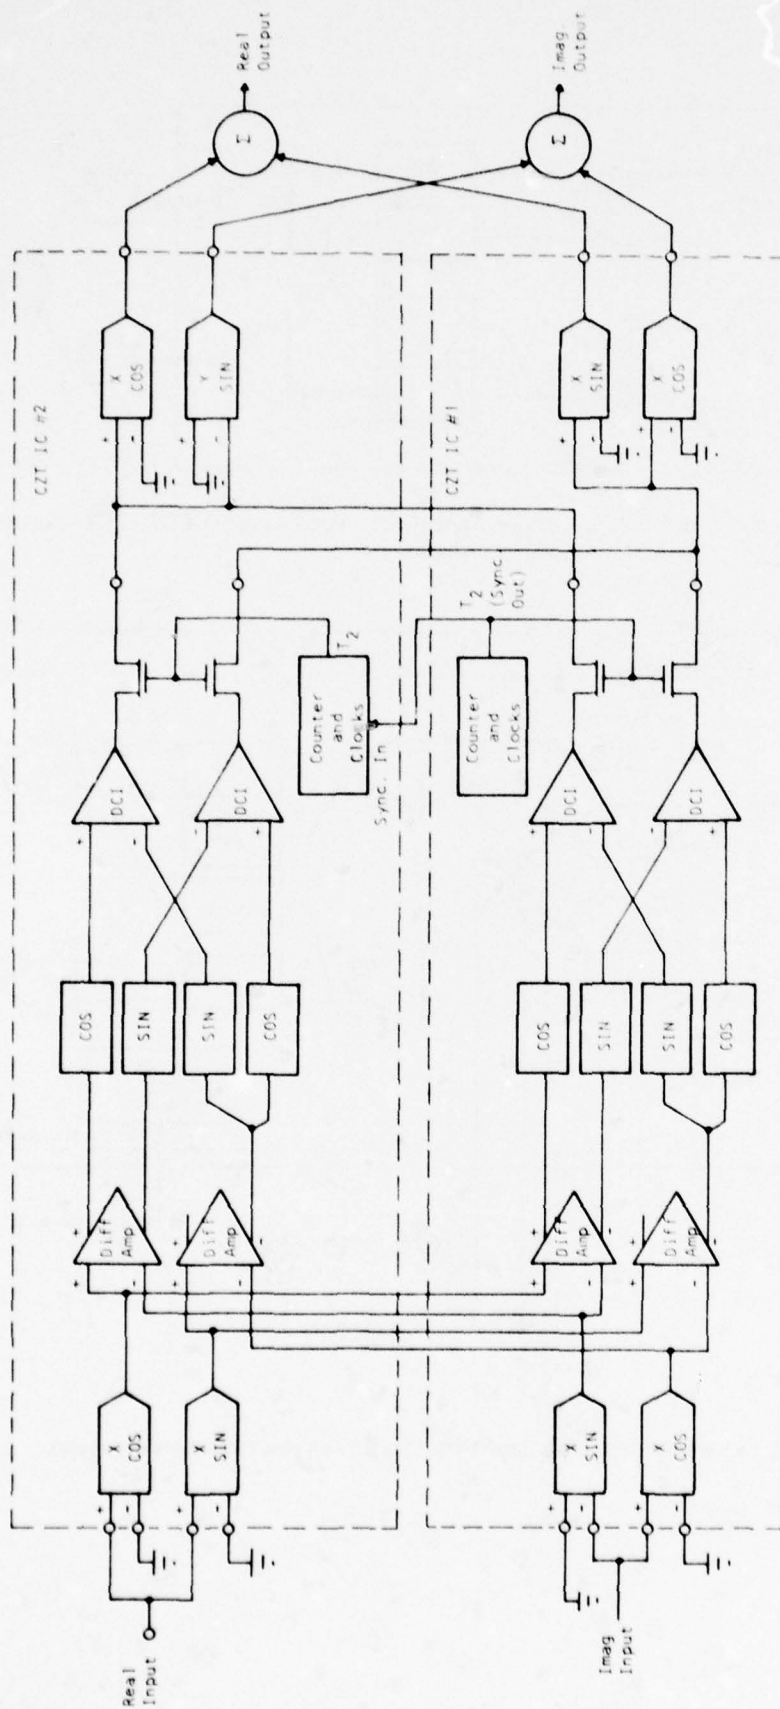 Real
Input
+
-
X
COS
+
-
X
SIN
CZT IC #2
+
-
Diff
Amp
+
+
-
Diff
Amp
+
-
COS
SIN
SIN
COS
+
-
DCI
-
+
DCI
Counter
and
Clocks
T2
Sync. In
+
-
X
COS
+
-
Y
SIN
Σ
Real
Output
Imag
Input
+
-
X
SIN
+
-
X
COS
CZT IC #1
+
-
Diff
Amp
+
-
+
-
Diff
Amp
+
-
COS
SIN
SIN
COS
+
-
DCI
-
+
DCI
Counter
and
Clocks
T2
(Sync.
Out)
+
-
X
SIN
+
-
X
COS
Σ
Imag.
Output